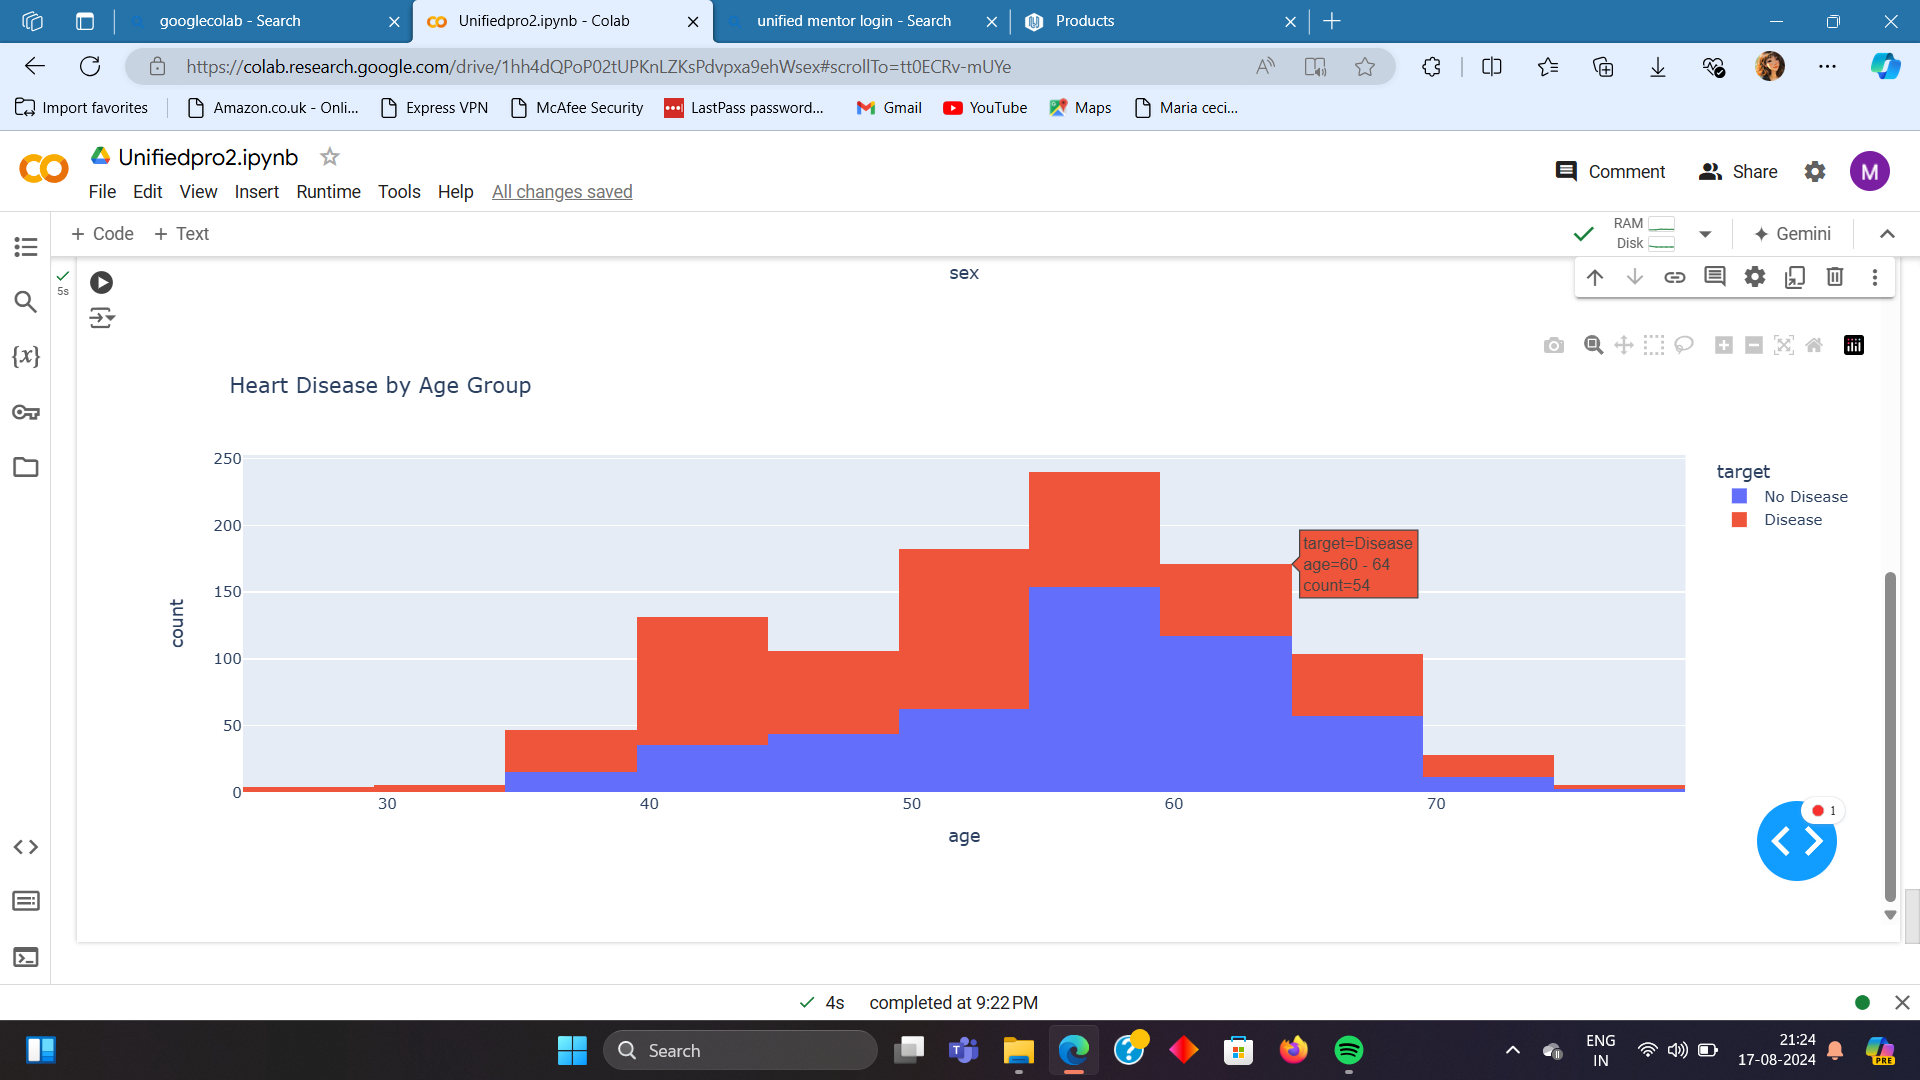 googlecolab - Search
Unifiedpro2.ipynb - Colab
unified mentor login - Search
Products
https://colab.research.google.com/drive/1hh4dQPoP02tUPKnLZKsPdvpxa9ehWsex#scrollTo=tt0ECRv-mUYe
Import favorites
Amazon.co.uk - Onli...
Express VPN
McAfee Security
LastPass password...
Gmail
YouTube
Maps
Maria ceci...
Unifiedpro2.ipynb
Comment
Share
M
File Edit View Insert Runtime Tools Help All changes saved
+ Code + Text
RAM
Disk
Gemini
5s
sex
{x}
Heart Disease by Age Group
250
200
150
100
50
0
count
30 40 50 60 70
age
target
No Disease
Disease
target=Disease
age=60 - 64
count=54
1
4s completed at 9:22 PM
Search
ENG
IN
21:24
17-08-2024
PRE